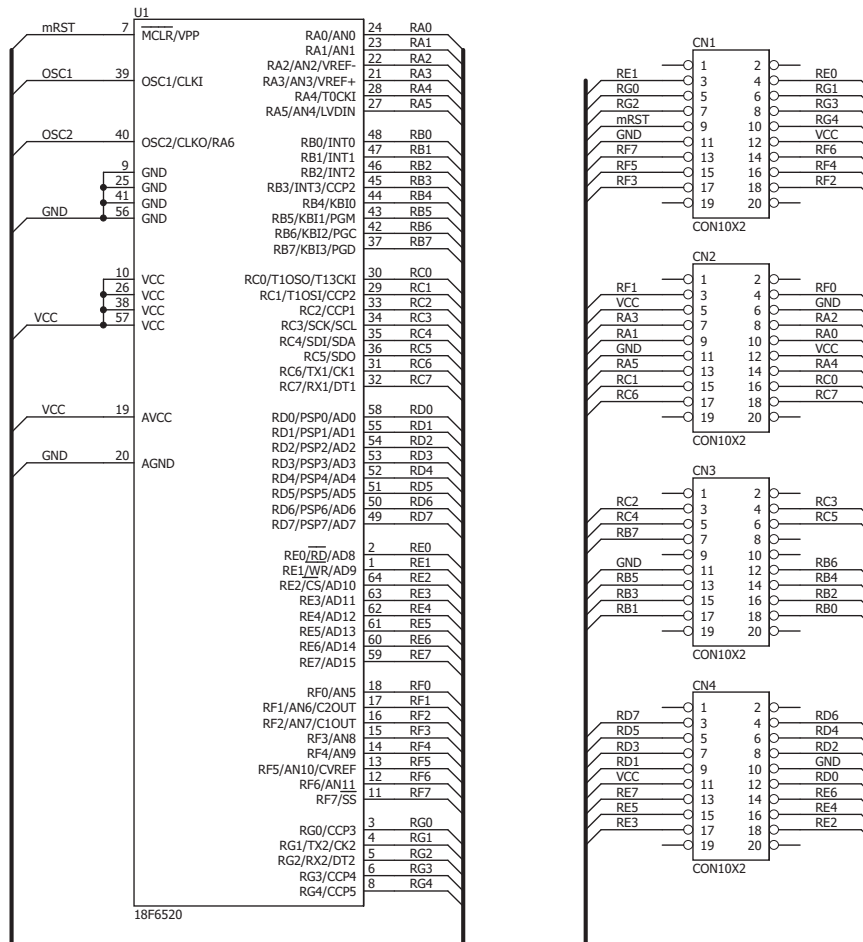 U1
mRST 7 MCLR/VPP
OSC1 39 OSC1/CLKI
OSC2 40 OSC2/CLKO/RA6
9 GND
25 GND
41 GND
GND 56 GND
10 VCC
26 VCC
38 VCC
VCC 57 VCC
VCC 19 AVCC
GND 20 AGND
RA0/AN0 24 RA0
RA1/AN1 23 RA1
RA2/AN2/VREF- 22 RA2
RA3/AN3/VREF+ 21 RA3
RA4/T0CKI 28 RA4
RA5/AN4/LVDIN 27 RA5
RB0/INT0 48 RB0
RB1/INT1 47 RB1
RB2/INT2 46 RB2
RB3/INT3/CCP2 45 RB3
RB4/KBI0 44 RB4
RB5/KBI1/PGM 43 RB5
RB6/KBI2/PGC 42 RB6
RB7/KBI3/PGD 37 RB7
RC0/T1OSO/T13CKI 30 RC0
RC1/T1OSI/CCP2 29 RC1
RC2/CCP1 33 RC2
RC3/SCK/SCL 34 RC3
RC4/SDI/SDA 35 RC4
RC5/SDO 36 RC5
RC6/TX1/CK1 31 RC6
RC7/RX1/DT1 32 RC7
RD0/PSP0/AD0 58 RD0
RD1/PSP1/AD1 55 RD1
RD2/PSP2/AD2 54 RD2
RD3/PSP3/AD3 53 RD3
RD4/PSP4/AD4 52 RD4
RD5/PSP5/AD5 51 RD5
RD6/PSP6/AD6 50 RD6
RD7/PSP7/AD7 49 RD7
RE0/RD/AD8 2 RE0
RE1/WR/AD9 1 RE1
RE2/CS/AD10 64 RE2
RE3/AD11 63 RE3
RE4/AD12 62 RE4
RE5/AD13 61 RE5
RE6/AD14 60 RE6
RE7/AD15 59 RE7
RF0/AN5 18 RF0
RF1/AN6/C2OUT 17 RF1
RF2/AN7/C1OUT 16 RF2
RF3/AN8 15 RF3
RF4/AN9 14 RF4
RF5/AN10/CVREF 13 RF5
RF6/AN11 12 RF6
RF7/SS 11 RF7
RG0/CCP3 3 RG0
RG1/TX2/CK2 4 RG1
RG2/RX2/DT2 5 RG2
RG3/CCP4 6 RG3
RG4/CCP5 8 RG4
18F6520
CN1
1 2
RE1 3 4 RE0
RG0 5 6 RG1
RG2 7 8 RG3
mRST 9 10 RG4
GND 11 12 VCC
RF7 13 14 RF6
RF5 15 16 RF4
RF3 17 18 RF2
19 20
CON10X2
CN2
1 2
RF1 3 4 RF0
VCC 5 6 GND
RA3 7 8 RA2
RA1 9 10 RA0
GND 11 12 VCC
RA5 13 14 RA4
RC1 15 16 RC0
RC6 17 18 RC7
19 20
CON10X2
CN3
1 2
RC2 3 4 RC3
RC4 5 6 RC5
RB7 7 8
9 10
GND 11 12 RB6
RB5 13 14 RB4
RB3 15 16 RB2
RB1 17 18 RB0
19 20
CON10X2
CN4
1 2
RD7 3 4 RD6
RD5 5 6 RD4
RD3 7 8 RD2
RD1 9 10 GND
VCC 11 12 RD0
RE7 13 14 RE6
RE5 15 16 RE4
RE3 17 18 RE2
19 20
CON10X2